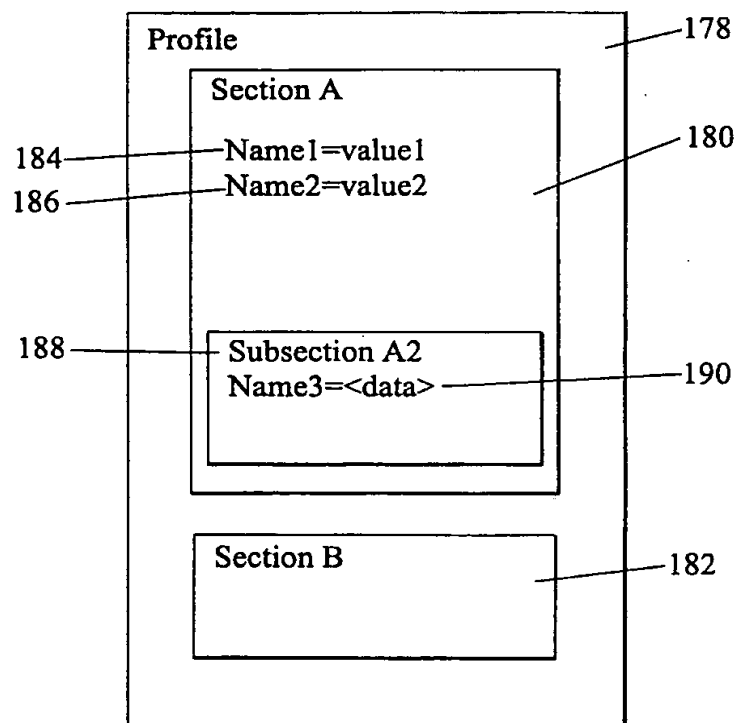 Profile
178
Section A
184
Name1=value1
180
186
Name2=value2
188
Subsection A2
Name3=<data>
190
Section B
182